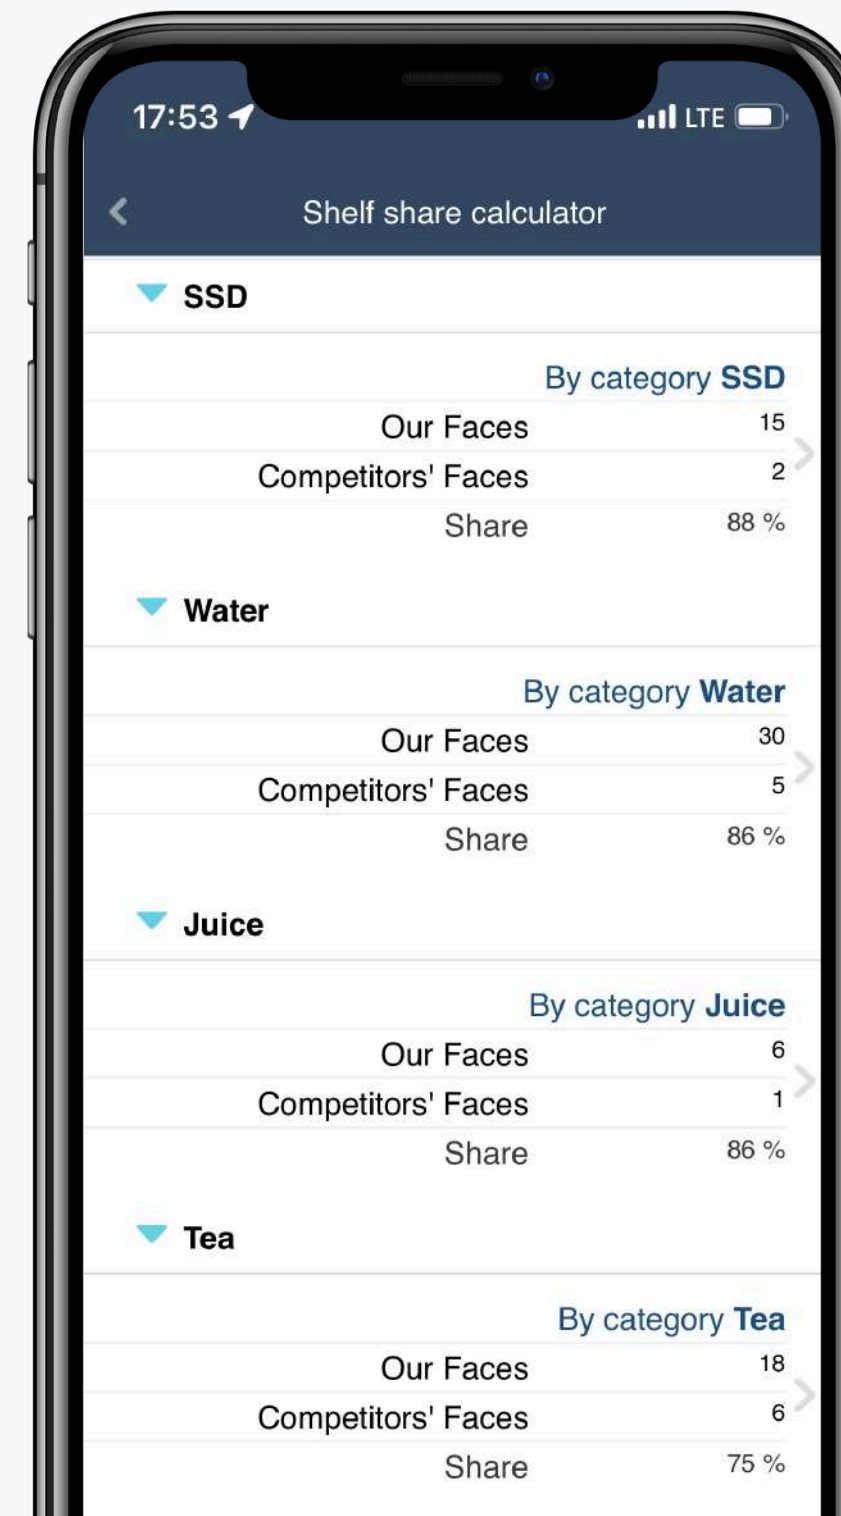 17:53 LTE
Shelf share calculator
SSD
By category SSD
Our Faces 15
Competitors' Faces 2
Share 88 %
Water
By category Water
Our Faces 30
Competitors' Faces 5
Share 86 %
Juice
By category Juice
Our Faces 6
Competitors' Faces 1
Share 86 %
Tea
By category Tea
Our Faces 18
Competitors' Faces 6
Share 75 %